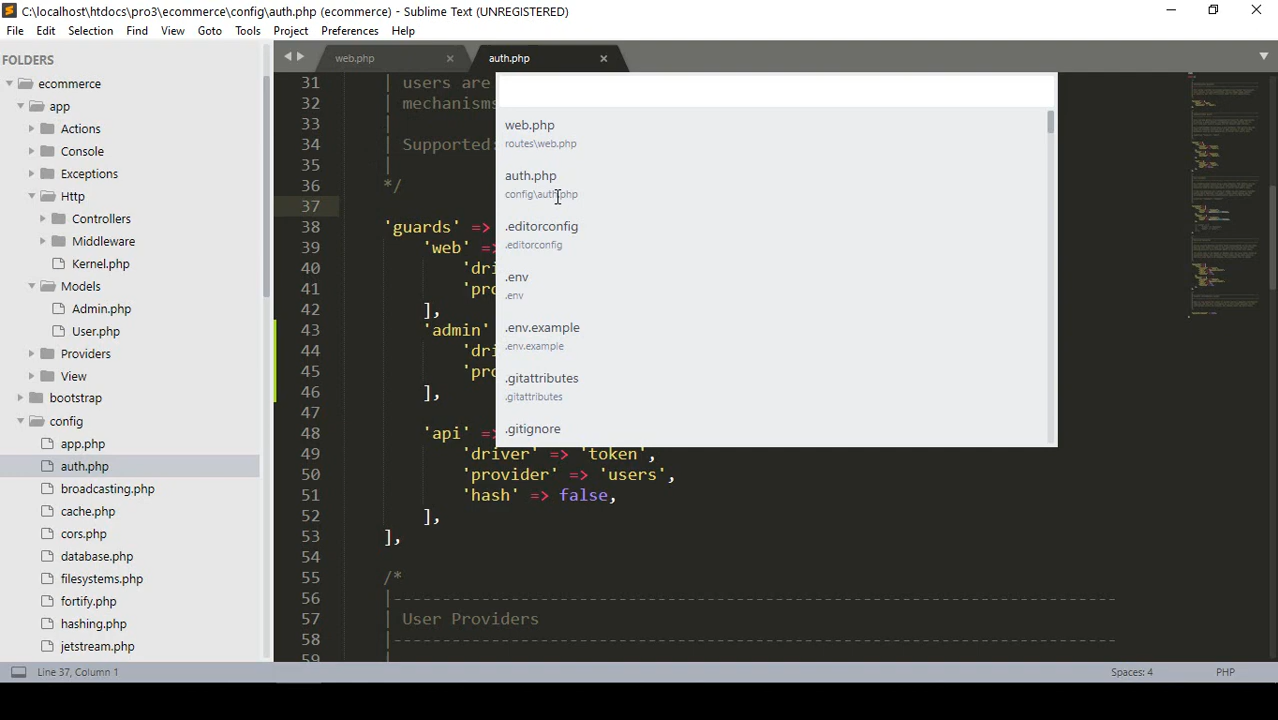 C:\localhost\htdocs\pro3\ecommerce\config\auth.php (ecommerce) - Sublime Text (UNREGISTERED)
File Edit Selection Find View Goto Tools Project Preferences Help
FOLDERS
ecommerce
app
Actions
Console
Exceptions
Http
Controllers
Middleware
Kernel.php
Models
Admin.php
User.php
Providers
View
bootstrap
config
app.php
auth.php
broadcasting.php
cache.php
cors.php
database.php
filesystems.php
fortify.php
hashing.php
jetstream.php
web.php auth.php
31 | users are
32 | mechanisms
33 |
34 | Supported:
35 |
36 */
37
38 'guards' =>
39 'web' =>
40 'dri
41 'pro
42 ],
43 'admin'
44 'dri
45 'pro
46 ],
47
48 'api' =>
49 'driver' => 'token',
50 'provider' => 'users',
51 'hash' => false,
52 ],
53 ],
54
55 /*
56 |--------------------------------------------------------------------------
57 | User Providers
58 |--------------------------------------------------------------------------
59 |
web.php
routes\web.php
auth.php
config\auth.php
.editorconfig
.editorconfig
.env
.env
.env.example
.env.example
.gitattributes
.gitattributes
.gitignore
Line 37, Column 1 Spaces: 4 PHP